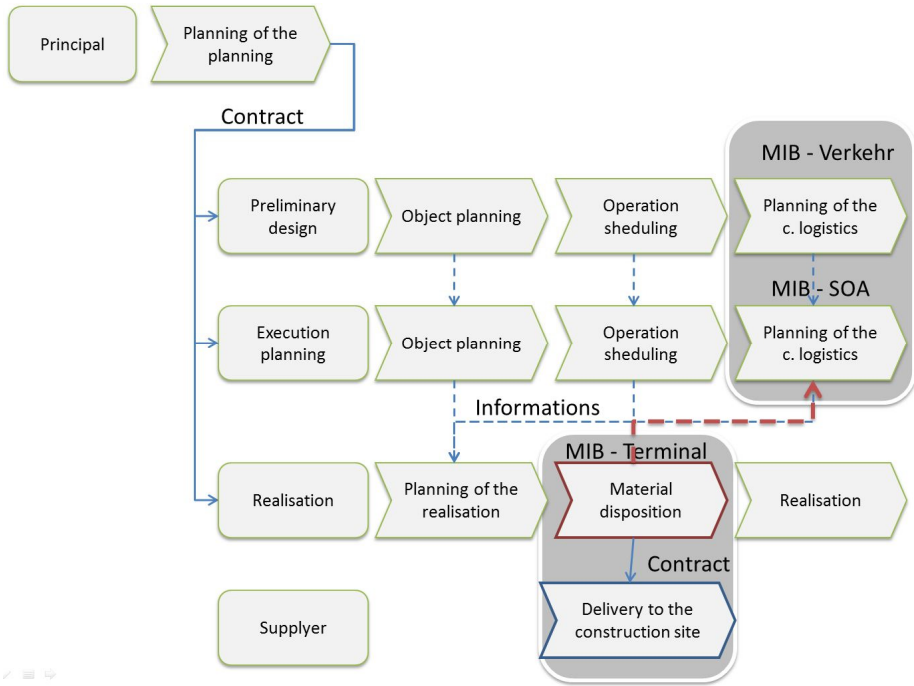 Principal
Planning of the
planning
Contract
MIB - Verkehr
Preliminary
design
Object planning
Operation
sheduling
Planning of the
c. logistics
MIB - SOA
Execution
planning
Object planning
Operation
sheduling
Planning of the
c. logistics
Informations
MIB - Terminal
Realisation
Planning of the
realisation
Material
disposition
Realisation
Contract
Supplyer
Delivery to the
construction site